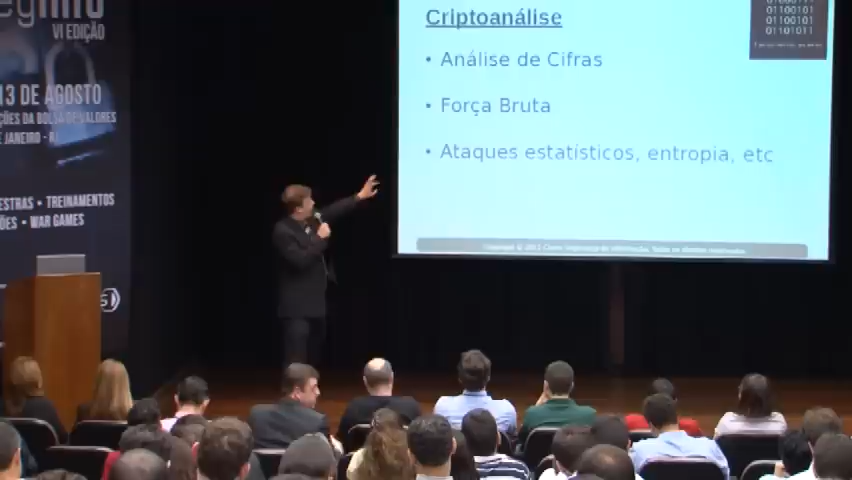 VI EDIÇÃO
13 DE AGOSTO
ÇÕES DA BOLSA DE VALORES
E JANEIRO - R
ESTRAS • TREINAMENTOS
ÕES • WAR GAMES
Criptoanálise
• Análise de Cifras
• Força Bruta
• Ataques estatísticos, entropia, etc
01100101
01100101
01101011